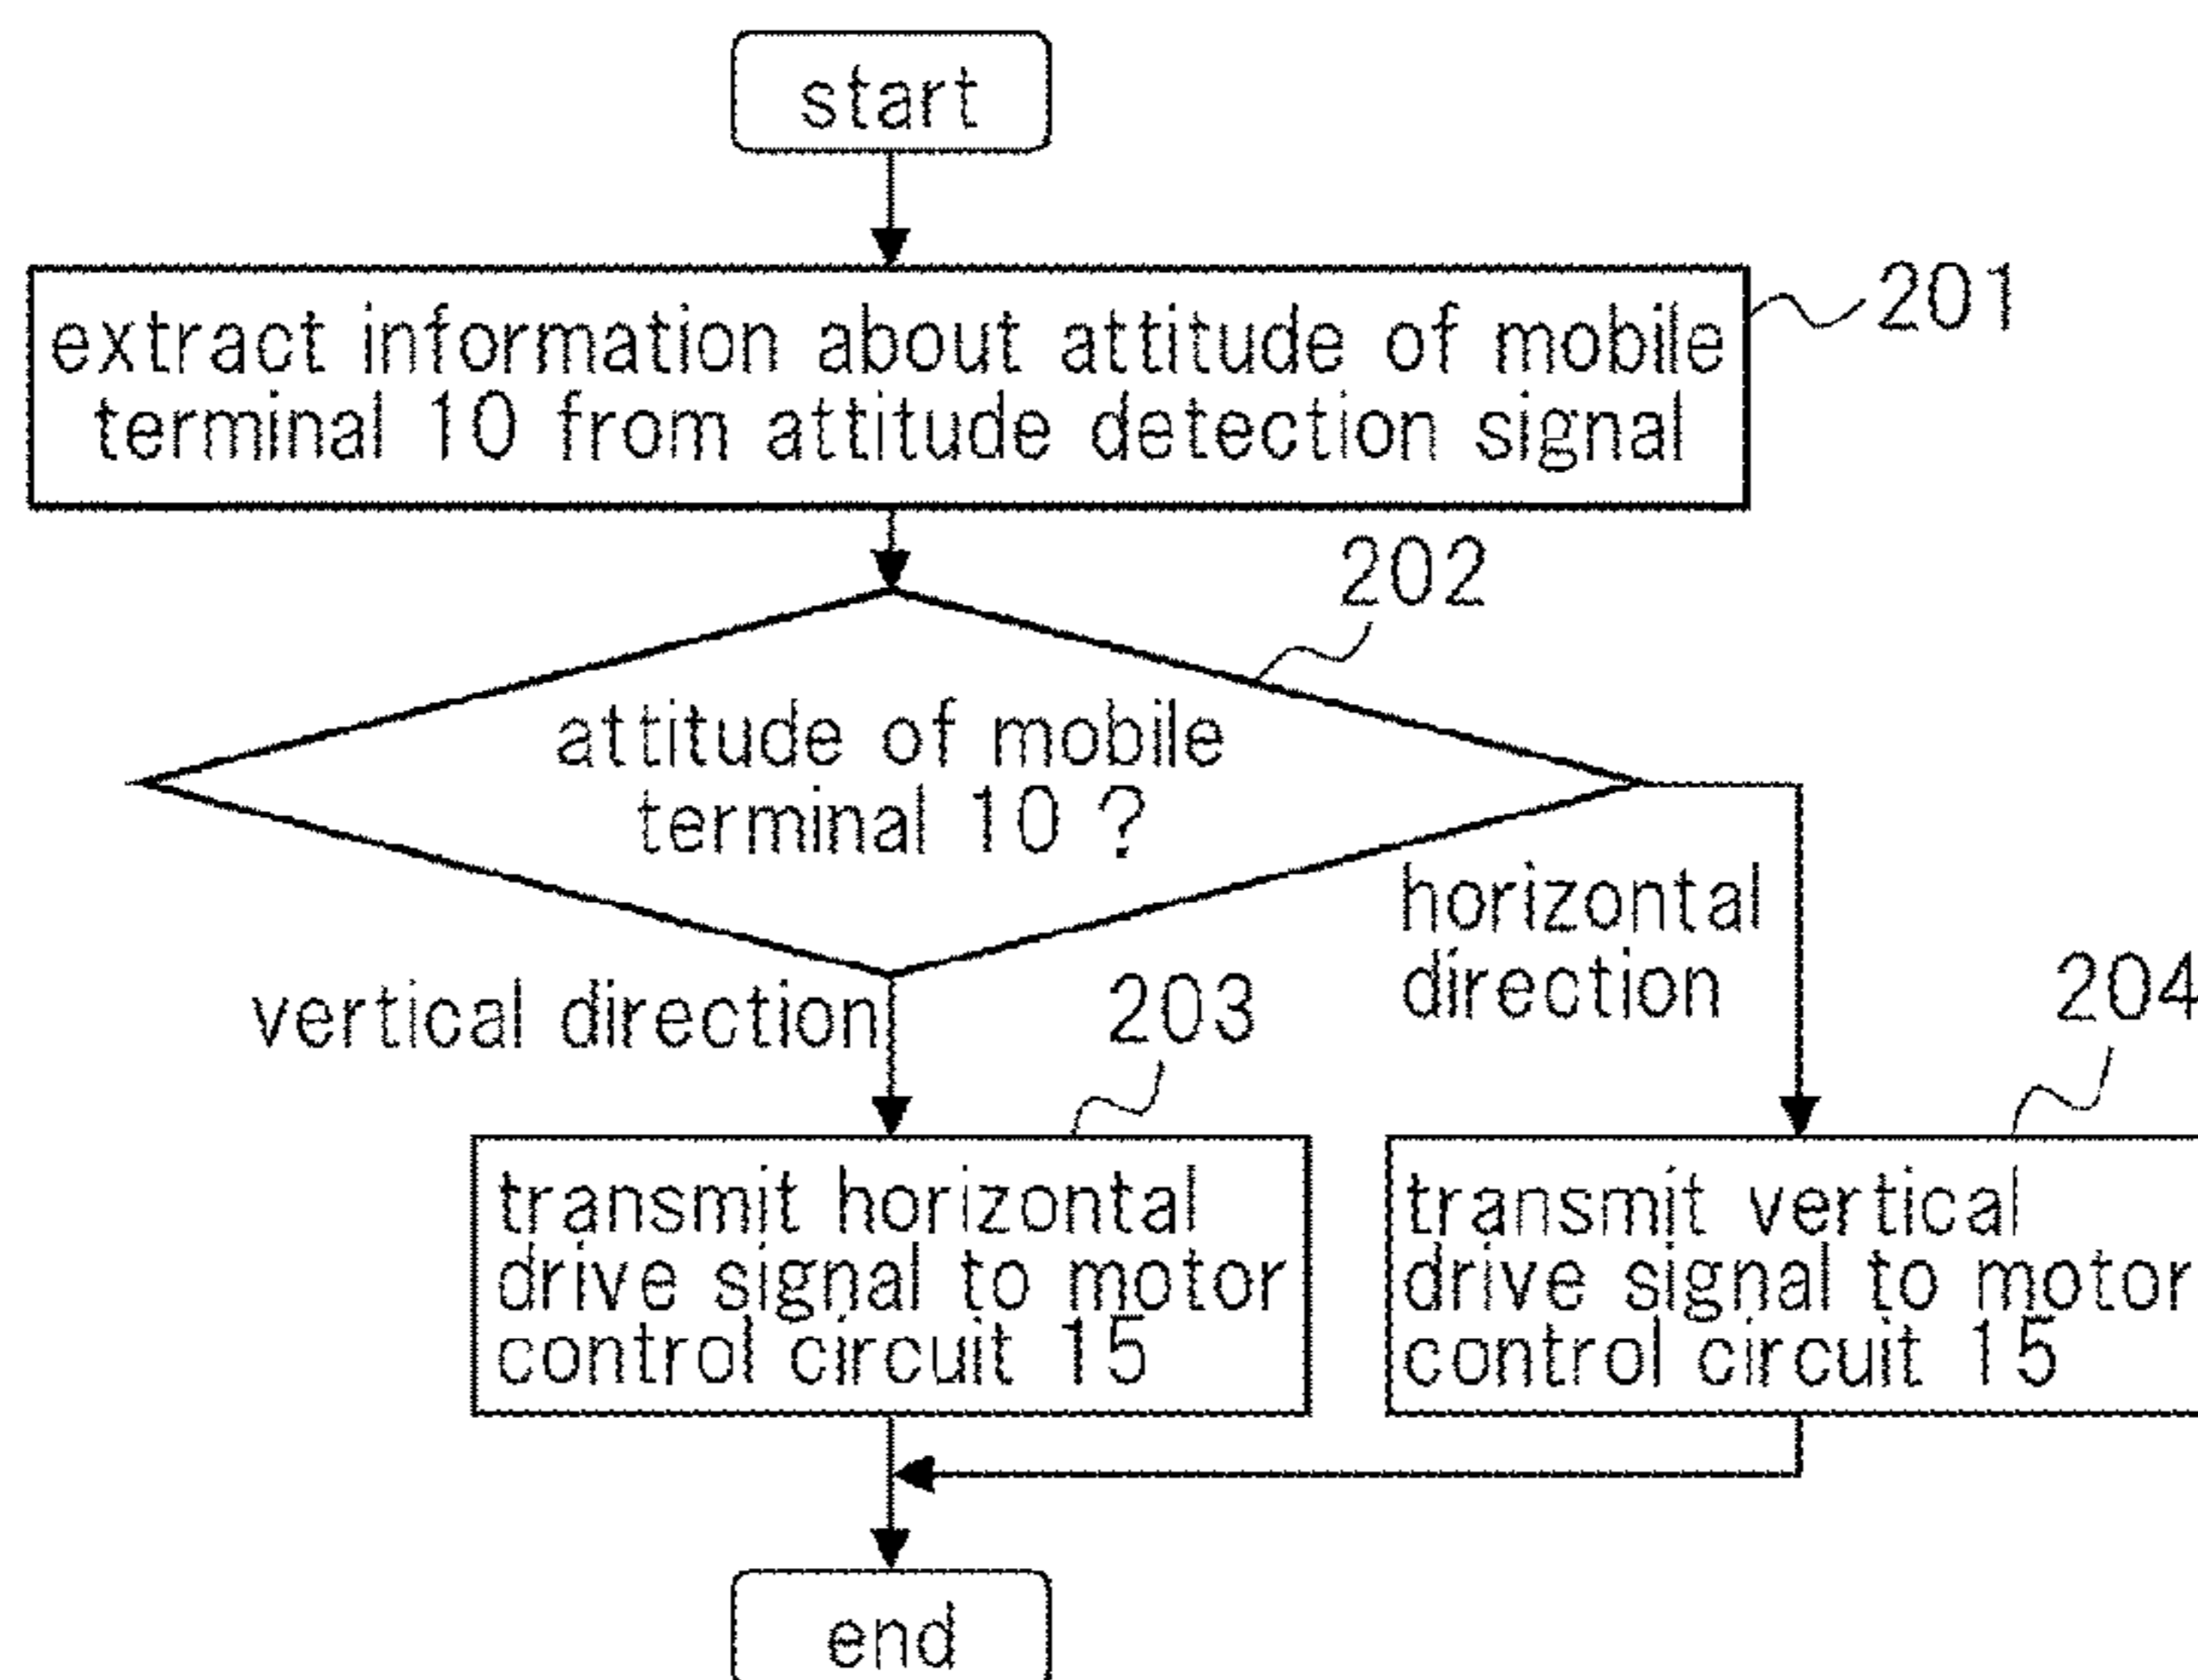 start
extract information about attitude of mobile
terminal 10 from attitude detection signal
201
202
attitude of mobile
terminal 10 ?
horizontal
direction
vertical direction
203
204
transmit horizontal
drive signal to motor
control circuit 15
transmit vertical
drive signal to motor
control circuit 15
end